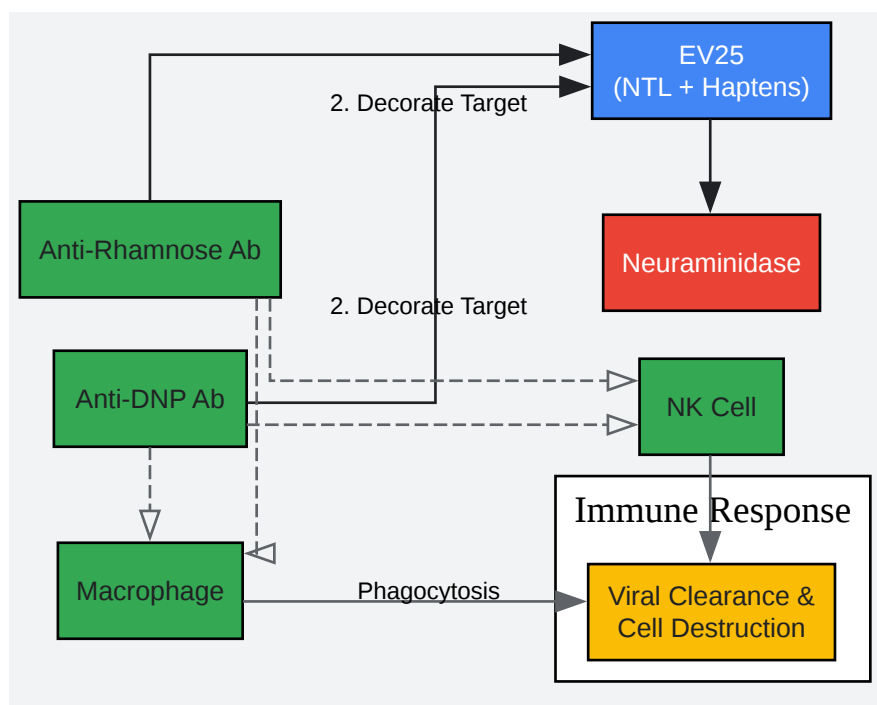 EV25
(NTL + Haptens)
2. Decorate Target
Anti-Rhamnose Ab
Neuraminidase
2. Decorate Target
Anti-DNP Ab
NK Cell
Immune Response
Macrophage
Phagocytosis
Viral Clearance &
Cell Destruction